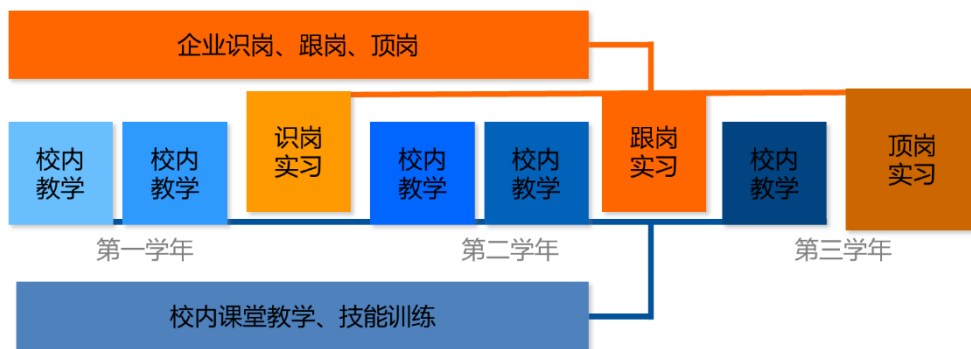 企业识岗、跟岗、顶岗
校内
教学
校内
教学
识岗
实习
校内
教学
校内
教学
跟岗
实习
校内
教学
顶岗
实习
第一学年
第二学年
第三学年
校内课堂教学、技能训练